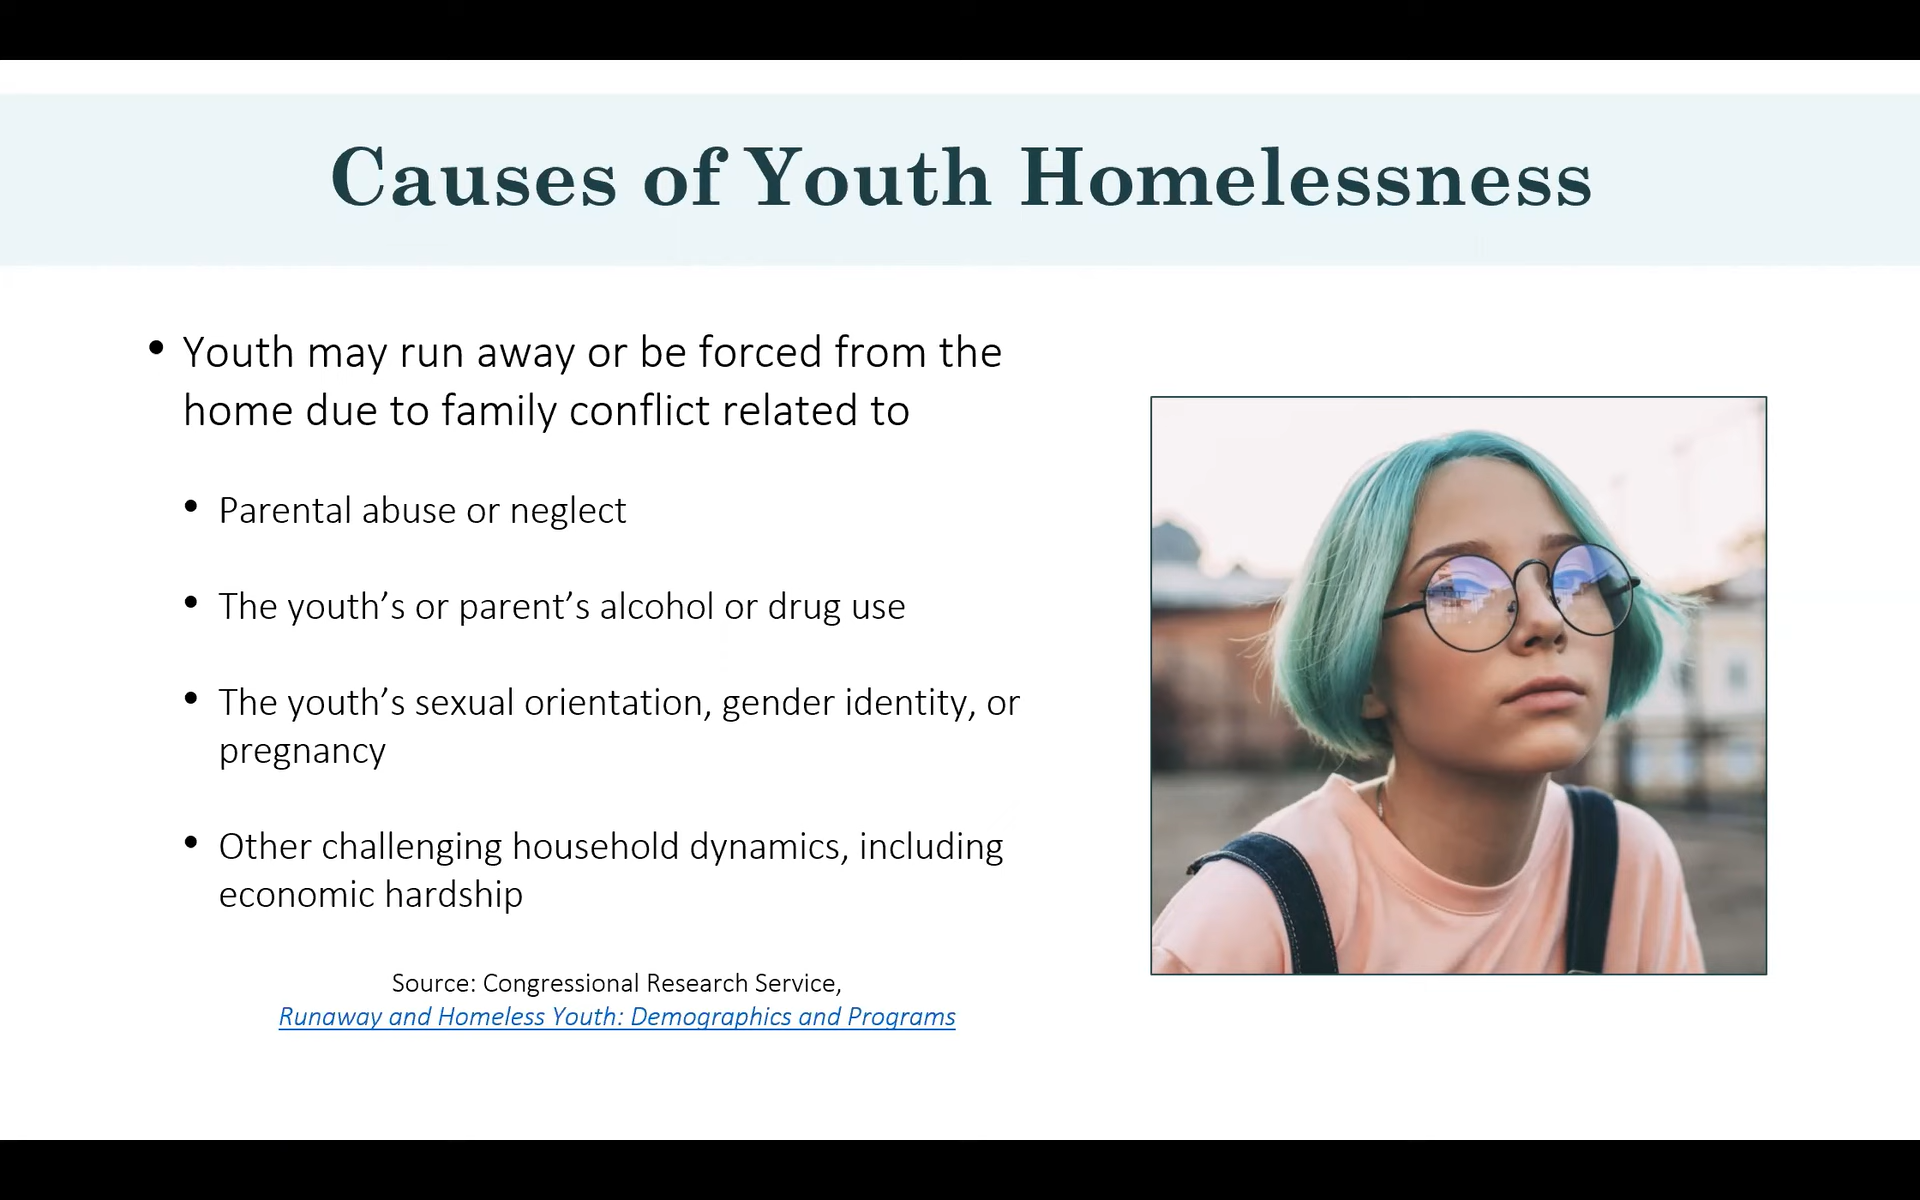 Causes of Youth Homelessness
• Youth may run away or be forced from the
home due to family conflict related to
• Parental abuse or neglect
• The youth’s or parent’s alcohol or drug use
• The youth’s sexual orientation, gender identity, or
pregnancy
• Other challenging household dynamics, including
economic hardship
Source: Congressional Research Service,
Runaway and Homeless Youth: Demographics and Programs